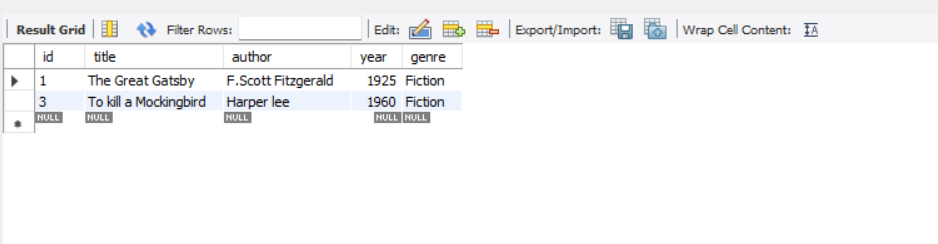 Result Grid Filter Rows: Edit: Export/Import: Wrap Cell Content: IA
id title author year genre
1 The Great Gatsby F.Scott Fitzgerald 1925 Fiction
3 To kill a Mockingbird Harper lee 1960 Fiction
NULL NULL NULL NULL NULL